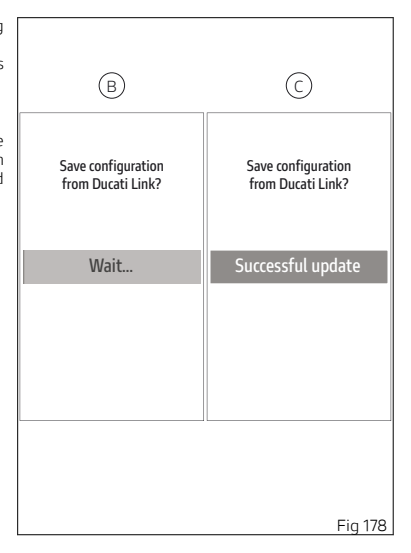 B
C
Save configuration
from Ducati Link?
Wait...
Save configuration
from Ducati Link?
Successful update
Fig 178